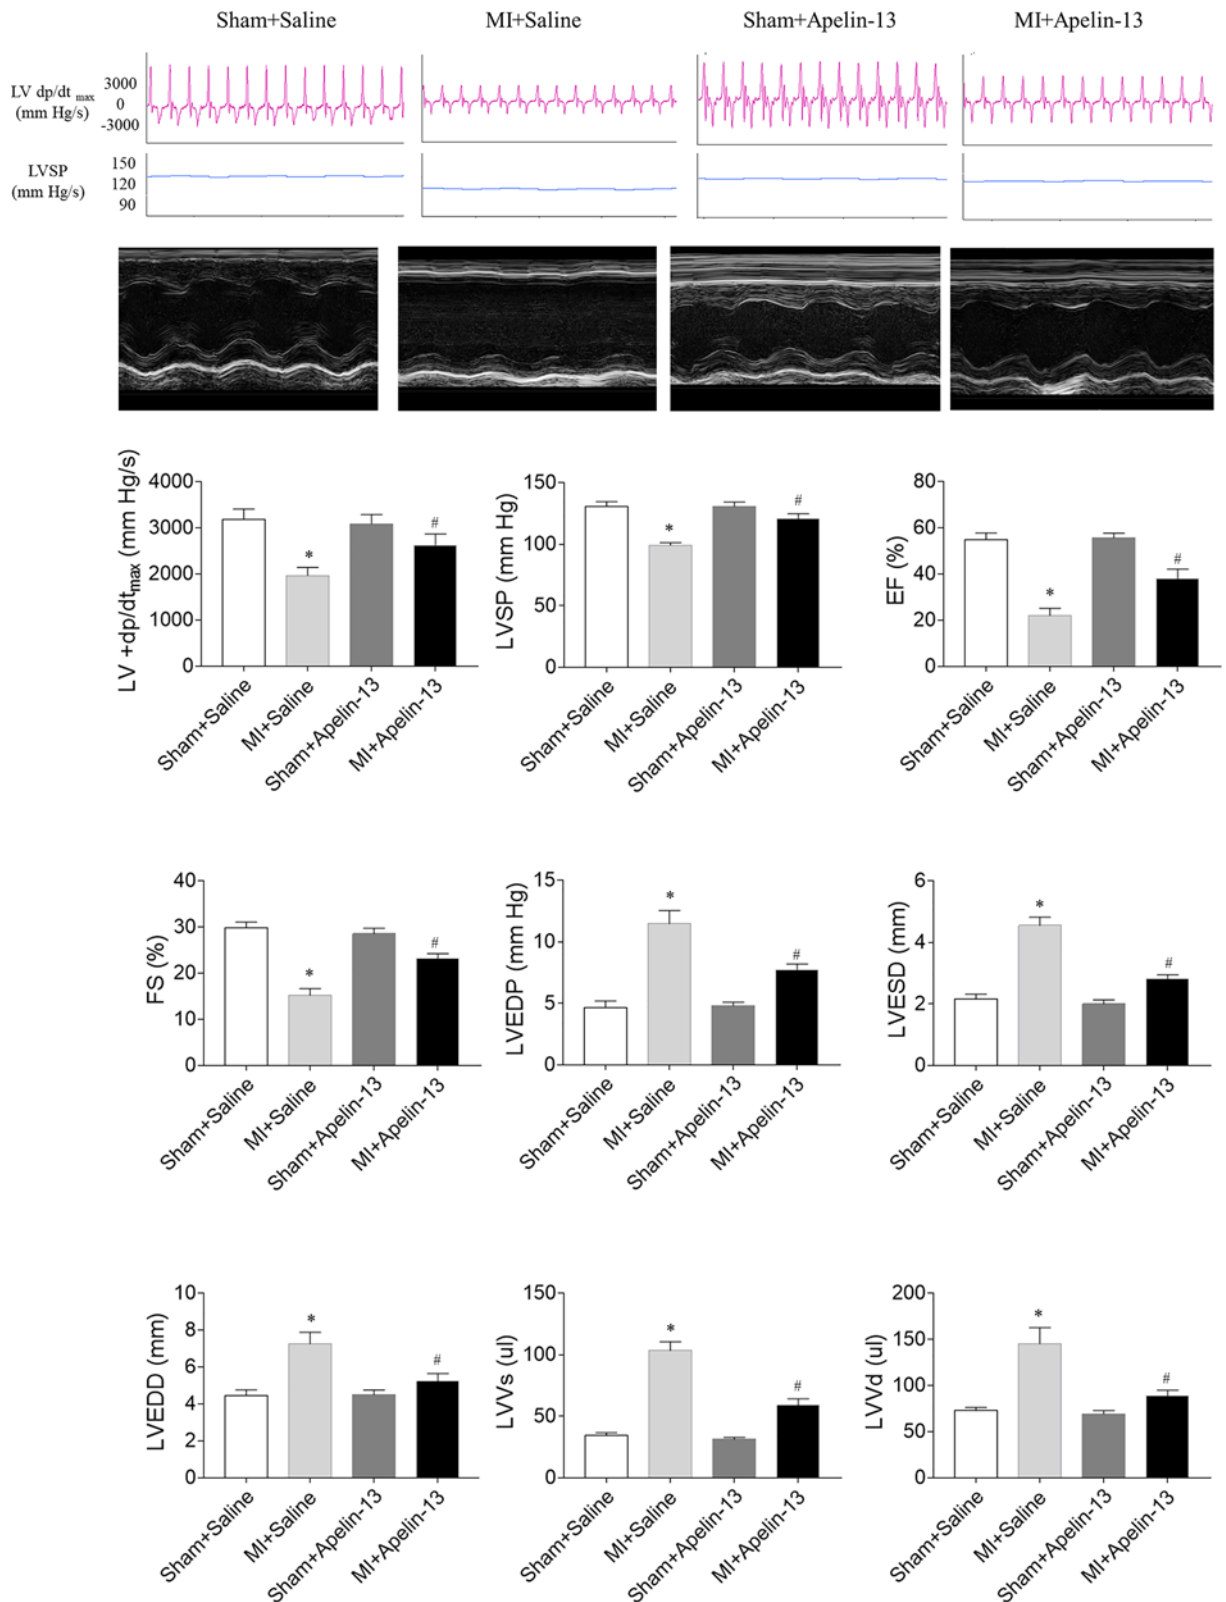 Sham+Saline MI+Saline Sham+Apelin-13 MI+Apelin-13
LV dp/dt max
(mm Hg/s)
3000
0
-3000
LVSP
(mm Hg/s)
150
120
90
LV +dp/dtmax (mm Hg/s)
4000
3000
2000
1000
0
*
#
Sham+Saline
MI+Saline
Sham+Apelin-13
MI+Apelin-13
LVSP (mm Hg)
150
100
50
0
*
#
Sham+Saline
MI+Saline
Sham+Apelin-13
MI+Apelin-13
EF (%)
80
60
40
20
0
*
#
Sham+Saline
MI+Saline
Sham+Apelin-13
MI+Apelin-13
FS (%)
40
30
20
10
0
*
#
Sham+Saline
MI+Saline
Sham+Apelin-13
MI+Apelin-13
LVEDP (mm Hg)
15
10
5
0
*
#
Sham+Saline
MI+Saline
Sham+Apelin-13
MI+Apelin-13
LVESD (mm)
6
4
2
0
*
#
Sham+Saline
MI+Saline
Sham+Apelin-13
MI+Apelin-13
LVEDD (mm)
10
8
6
4
2
0
*
#
Sham+Saline
MI+Saline
Sham+Apelin-13
MI+Apelin-13
LVVs (ul)
150
100
50
0
*
#
Sham+Saline
MI+Saline
Sham+Apelin-13
MI+Apelin-13
LVVd (ul)
200
150
100
50
0
*
#
Sham+Saline
MI+Saline
Sham+Apelin-13
MI+Apelin-13